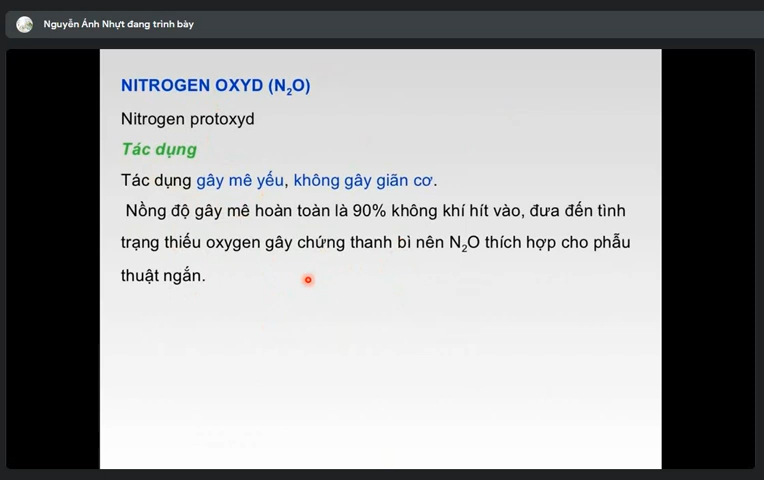 Nguyễn Ánh Nhựt đang trình bày
NITROGEN OXYD (N₂O)
Nitrogen protoxyd
Tác dụng
Tác dụng gây mê yếu, không gây giãn cơ.
Nồng độ gây mê hoàn toàn là 90% không khí hít vào, đưa đến tình
trạng thiếu oxygen gây chứng thanh bì nên N₂O thích hợp cho phẫu
thuật ngắn.